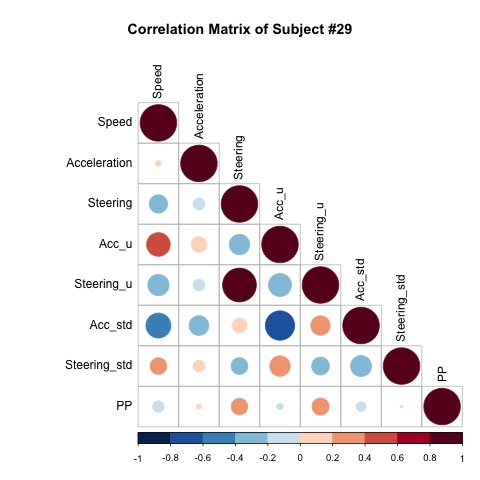 Correlation Matrix of Subject #29
Speed
Acceleration
Steering
Acc_u
Steering_u
Acc_std
Steering_std
PP
Speed
Acceleration
Steering
Acc_u
Steering_u
Acc_std
Steering_std
PP
-1 -0.8 -0.6 -0.4 -0.2 0 0.2 0.4 0.6 0.8 1